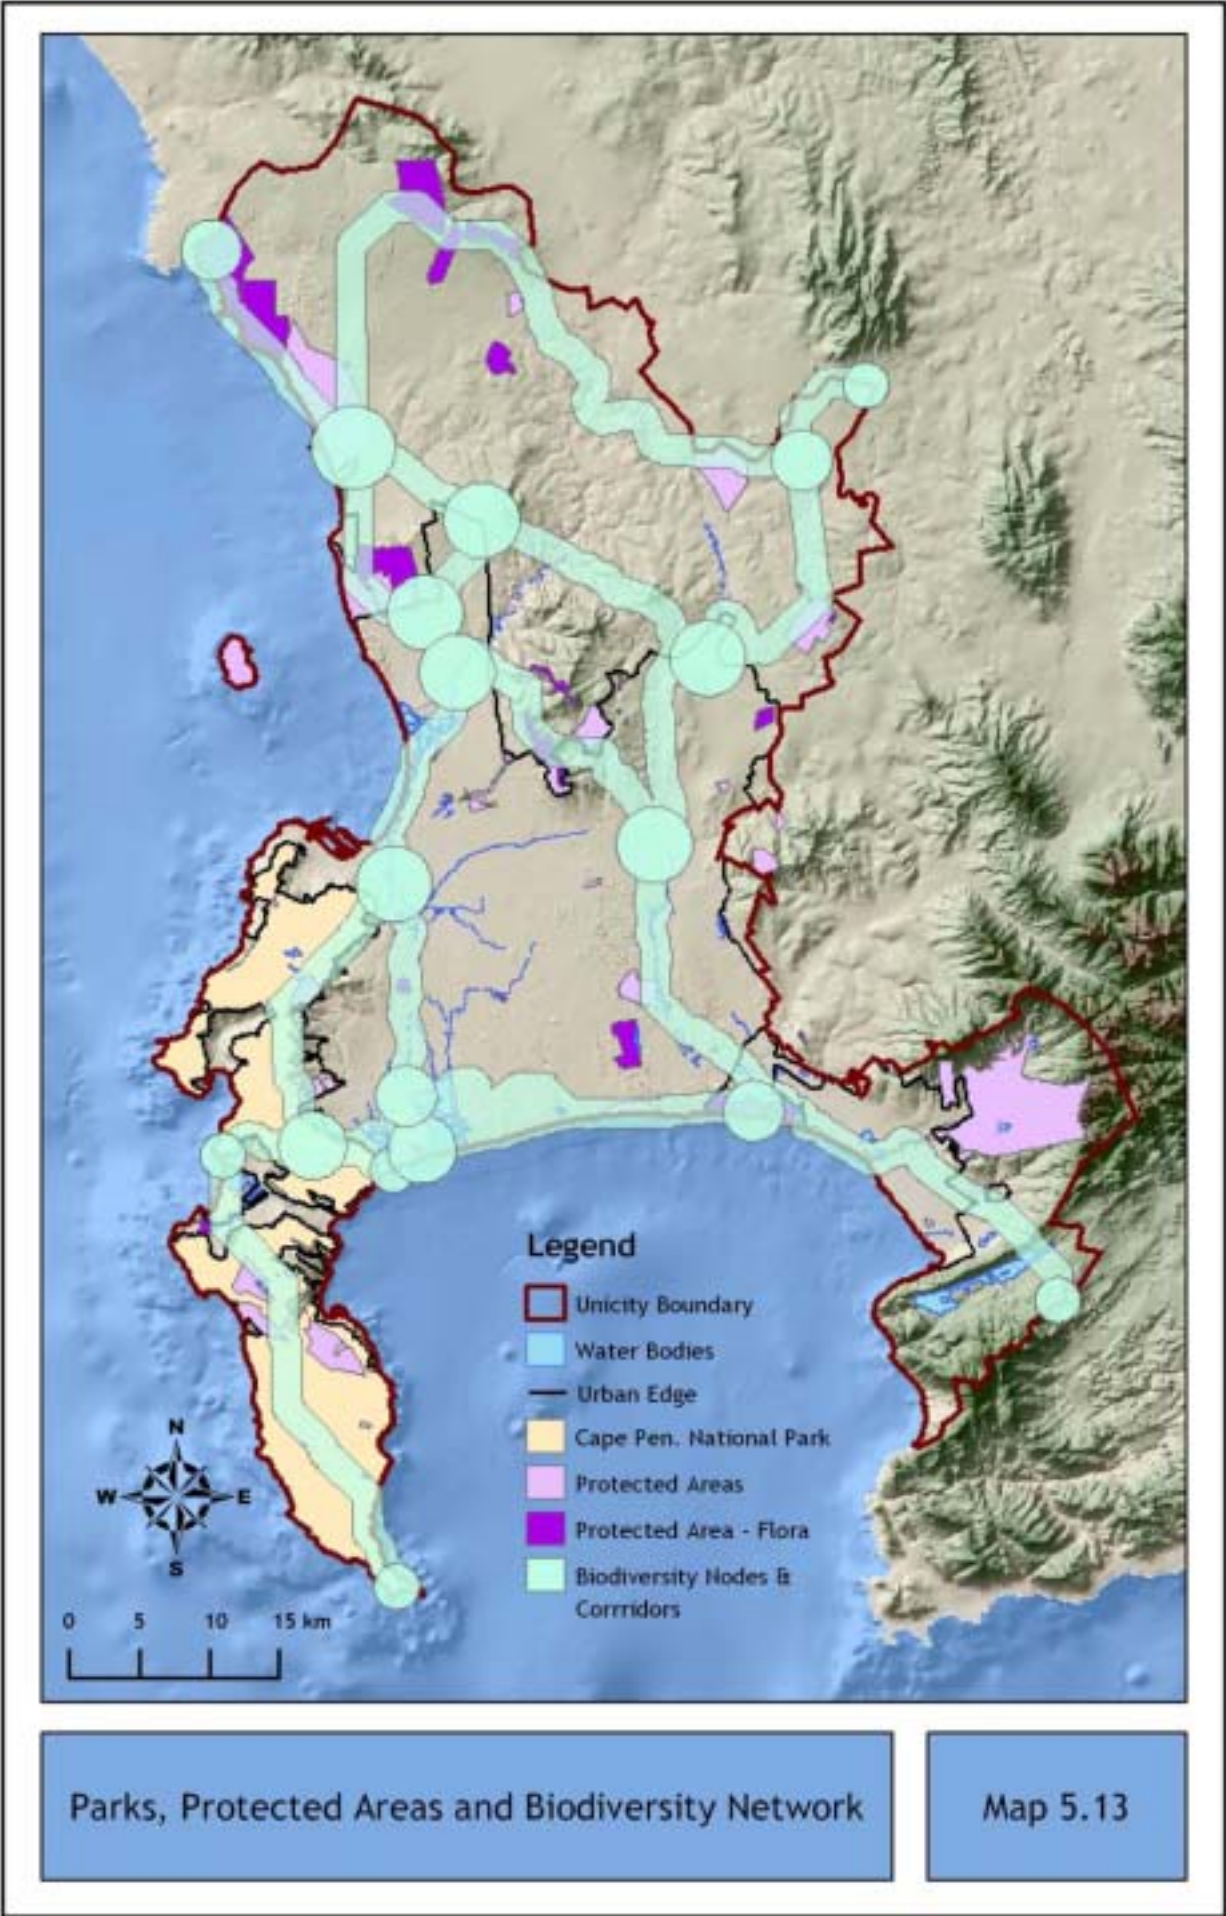 Legend
Unicity Boundary
Water Bodies
Urban Edge
Cape Pen. National Park
Protected Areas
Protected Area - Flora
Biodiversity Nodes &
Corrridors
N
W E
S
0 5 10 15 km
Parks, Protected Areas and Biodiversity Network
Map 5.13